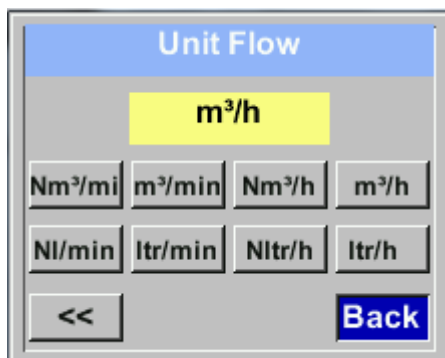 Unit Flow
m³/h
Nm³/mi m³/min Nm³/h m³/h
Nl/min ltr/min Nltr/h ltr/h
<< Back